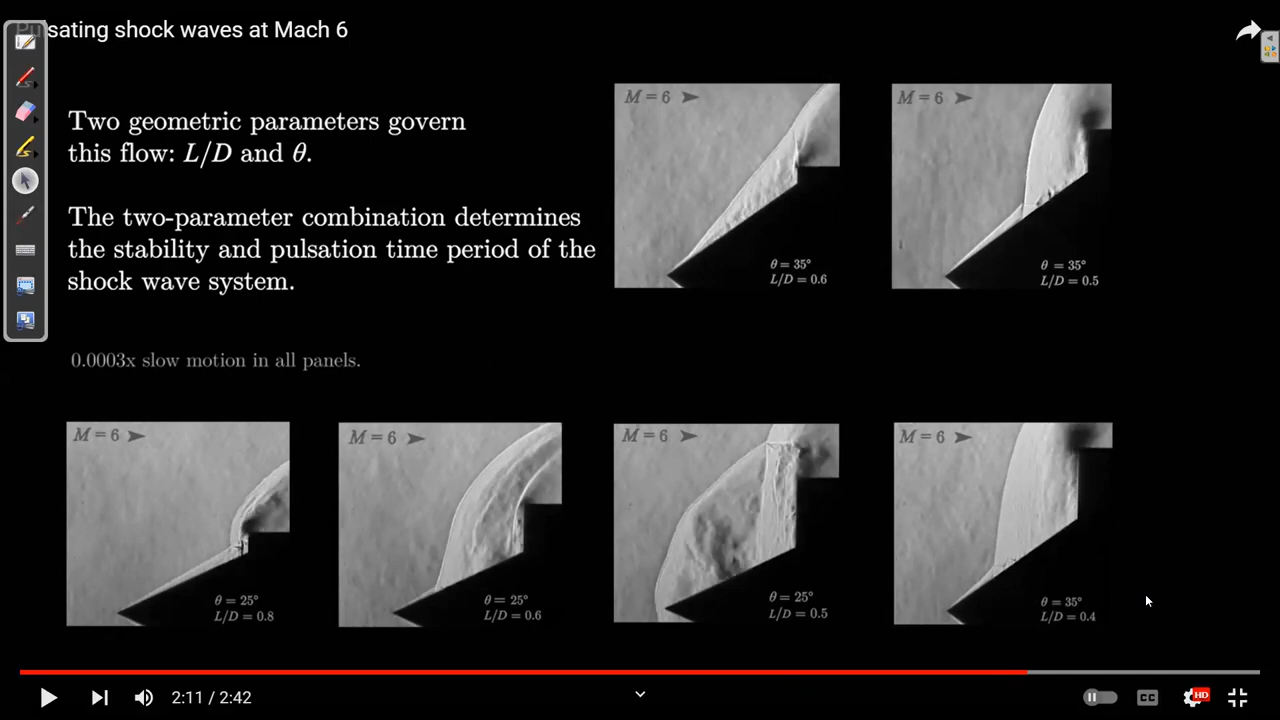 Pulsating shock waves at Mach 6
Two geometric parameters govern
this flow: L/D and θ.
The two-parameter combination determines
the stability and pulsation time period of the
shock wave system.
0.0003x slow motion in all panels.
M = 6
θ = 35°
L/D = 0.6
M = 6
θ = 35°
L/D = 0.5
M = 6
θ = 25°
L/D = 0.8
M = 6
θ = 25°
L/D = 0.6
M = 6
θ = 25°
L/D = 0.5
M = 6
θ = 35°
L/D = 0.4
2:11 / 2:42
CC
HD